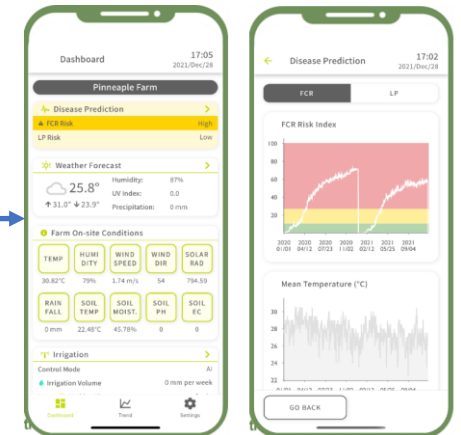 Dashboard
17:05
2021/Dec/28
Pinneaple Farm
Disease Prediction >
FCR Risk High
LP Risk Low
Weather Forecast >
25.8°
31.0° 23.9°
Humidity: 87%
UV Index: 0.0
Precipitation: 0 mm
Farm On-site Conditions
TEMP
HUMI
DITY
WIND
SPEED
WIND
DIR
SOLAR
RAD
30.82°C 79% 1.74 m/s 54 794.59
RAIN
FALL
SOIL
TEMP
SOIL
MOIST.
SOIL
PH
SOIL
EC
0 mm 22.48°C 45.78% 0 0
Irrigation >
Control Mode AI
Irrigation Volume 0 mm per week
Dashboard Trend Settings
Disease Prediction
17:02
2021/Dec/28
FCR LP
FCR Risk Index
100
80
60
40
20
2020 2020 2020 2020 2021 2021 2021
01/01 04/12 07/23 11/02 02/12 05/25 09/04
Mean Temperature (°C)
30
28
26
24
22
GO BACK